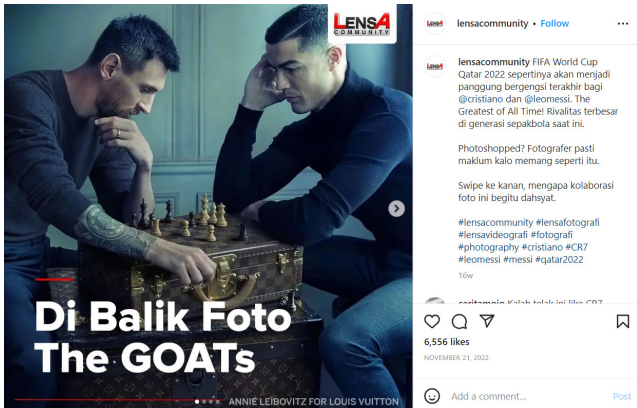 LENSA
COMMUNITY
Di Balik Foto
The GOATs
ANNIE LEIBOVITZ FOR LOUIS VUITTON
lensacommunity • Follow
lensacommunity FIFA World Cup
Qatar 2022 sepertinya akan menjadi
panggung bergengsi terakhir bagi
@cristiano dan @leomessi. The
Greatest of All Time! Rivalitas terbesar
di generasi sepakbola saat ini.
Photoshopped? Fotografer pasti
maklum kalo memang seperti itu.
Swipe ke kanan, mengapa kolaborasi
foto ini begitu dahsyat.
#lensacommunity #lensafotografi
#lensavideografi #fotografi
#photography #cristiano #CR7
#leomessi #messi #qatar2022
16w
6,556 likes
NOVEMBER 21, 2022
Add a comment...
Post